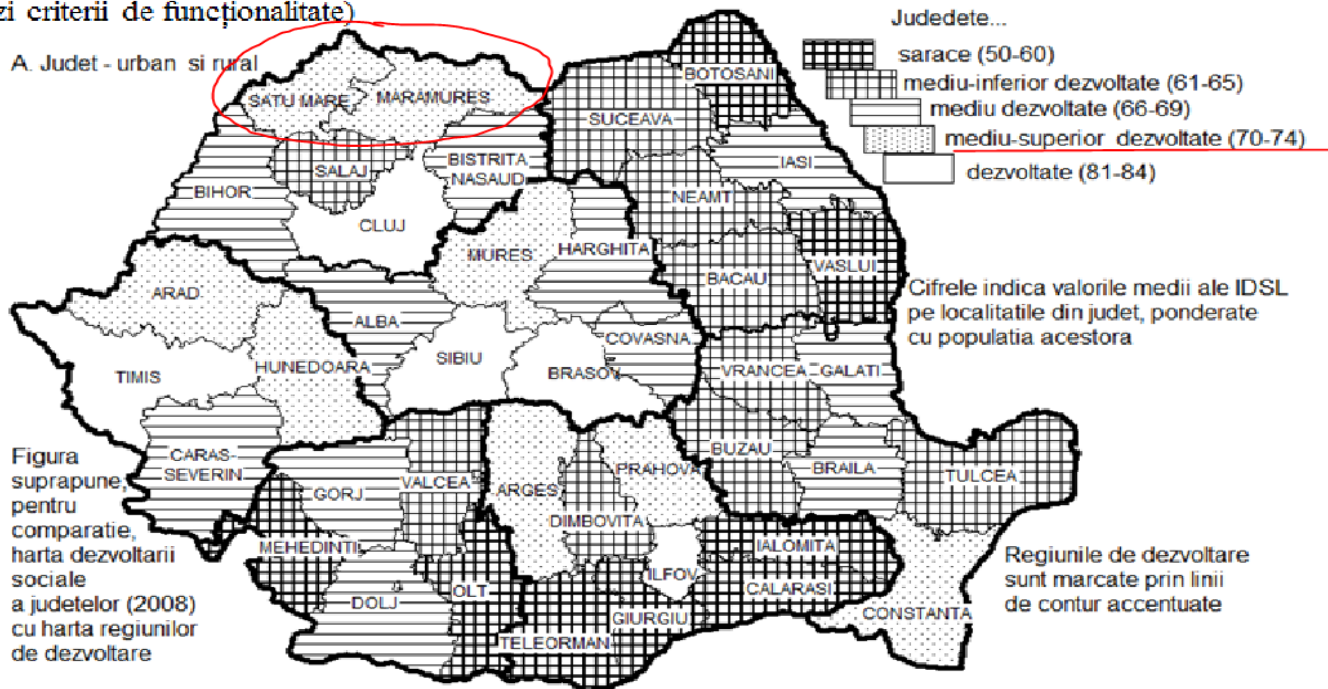 zi criterii de funcționalitate)
A. Judet - urban si rural
Judedete...
sarace (50-60)
mediu-inferior dezvoltate (61-65)
mediu dezvoltate (66-69)
mediu-superior dezvoltate (70-74)
dezvoltate (81-84)
SATU MARE
MARAMURES
BOTOSANI
SUCEAVA
SALAJ
BISTRITA
NASAUD
IASI
BIHOR
NEAMT
CLUJ
MURES
HARGHITA
BACAU
VASLUI
ARAD
ALBA
Cifrele indica valorile medii ale IDSL
pe localitatile din judet, ponderate
cu populatia acestora
COVASNA
TIMIS
HUNEDOARA
SIBIU
BRASOV
VRANCEA
GALATI
CARAS-
SEVERIN
GORJ
VALCEA
ARGES
PRAHOVA
BUZAU
BRAILA
TULCEA
DIMBOVITA
MEHEDINTI
IALOMITA
ILFOV
CALARASI
OLT
DOLJ
GIURGIU
CONSTANTA
TELEORMAN
Figura
suprapune,
pentru
comparatie,
harta dezvoltarii
sociale
a judetelor (2008)
cu harta regiunilor
de dezvoltare
Regiunile de dezvoltare
sunt marcate prin linii
de contur accentuate